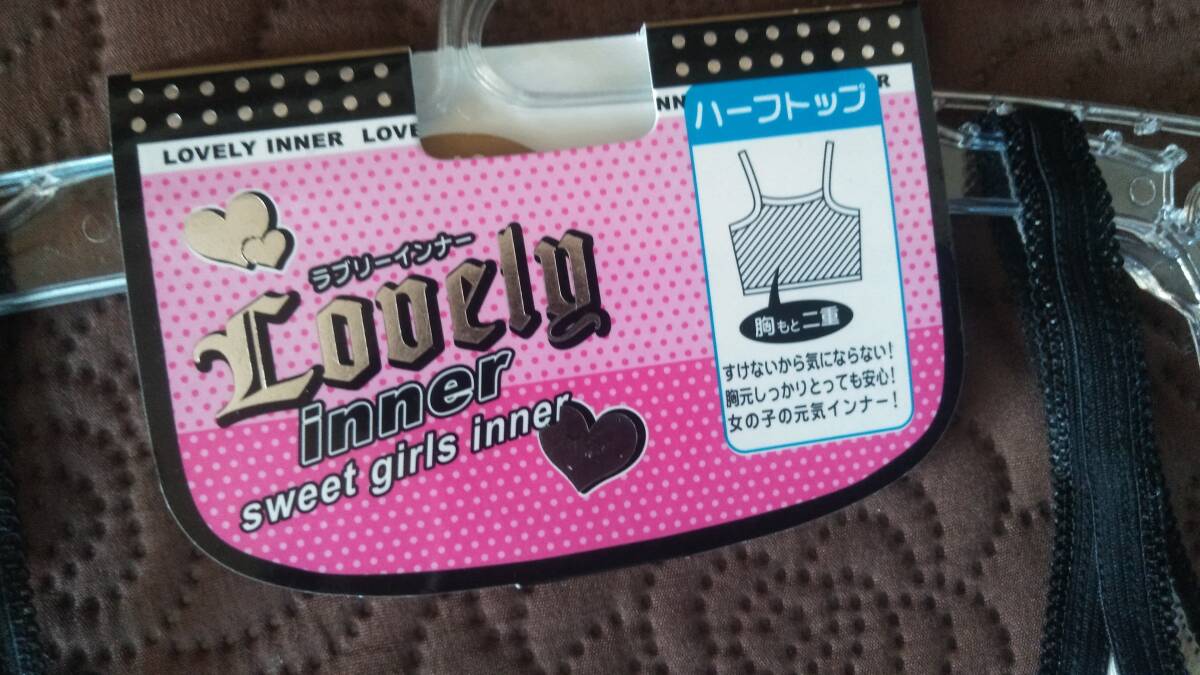 LOVELY INNER LOVE
NN
R
ハーフトップ
ラブリーインナー
Lovely
inner
sweet girls inner
胸もと二重
すけないから気にならない!
胸元しっかりとっても安心!
女の子の元気インナー!